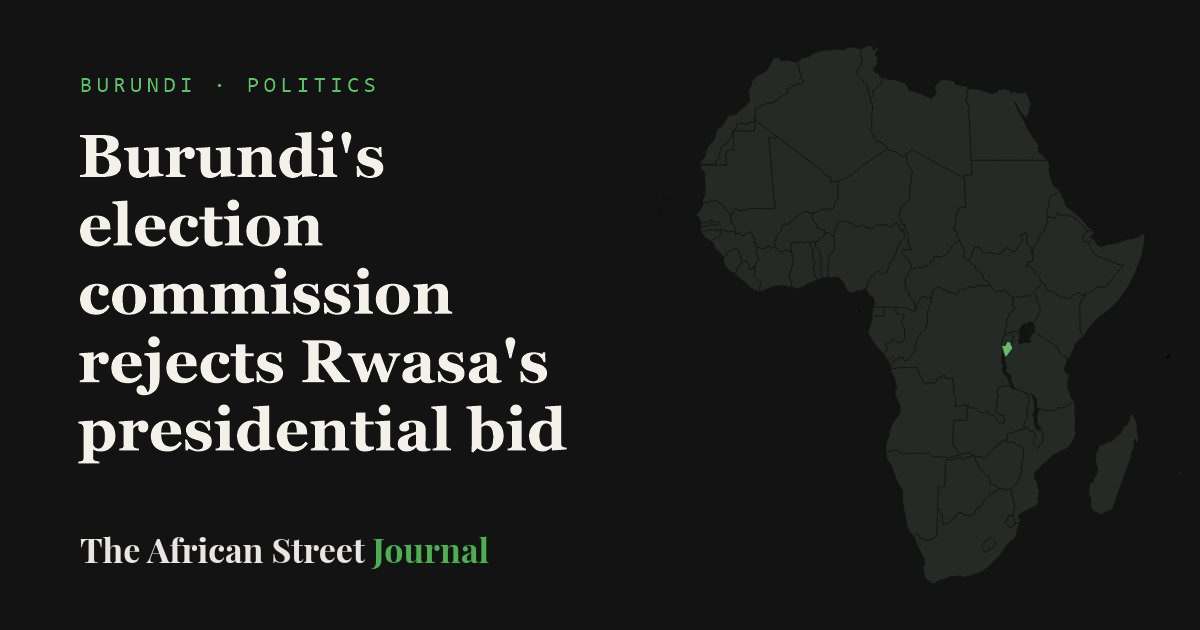 BURUNDI · POLITICS
Burundi's
election
commission
rejects Rwasa's
presidential bid
The African Street Journal